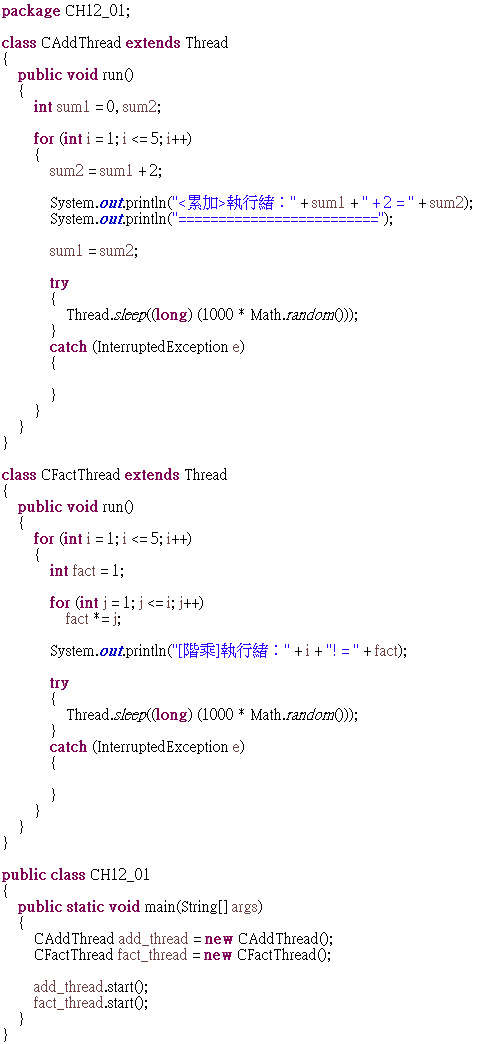 package CH12_01;
class CAddThread extends Thread
{
public void run()
{
int sum1 = 0, sum2;
for (int i = 1; i <= 5; i++)
{
sum2 = sum1 + 2;
System.out.println("<累加>執行緒：" + sum1 + " + 2 = " + sum2);
System.out.println("=========================");
sum1 = sum2;
try
{
Thread.sleep((long) (1000 * Math.random()));
}
catch (InterruptedException e)
{
}
}
}
}
class CFactThread extends Thread
{
public void run()
{
for (int i = 1; i <= 5; i++)
{
int fact = 1;
for (int j = 1; j <= i; j++)
fact *= j;
System.out.println("[階乘]執行緒：" + i + "! = " + fact);
try
{
Thread.sleep((long) (1000 * Math.random()));
}
catch (InterruptedException e)
{
}
}
}
}
public class CH12_01
{
public static void main(String[] args)
{
CAddThread add_thread = new CAddThread();
CFactThread fact_thread = new CFactThread();
add_thread.start();
fact_thread.start();
}
}